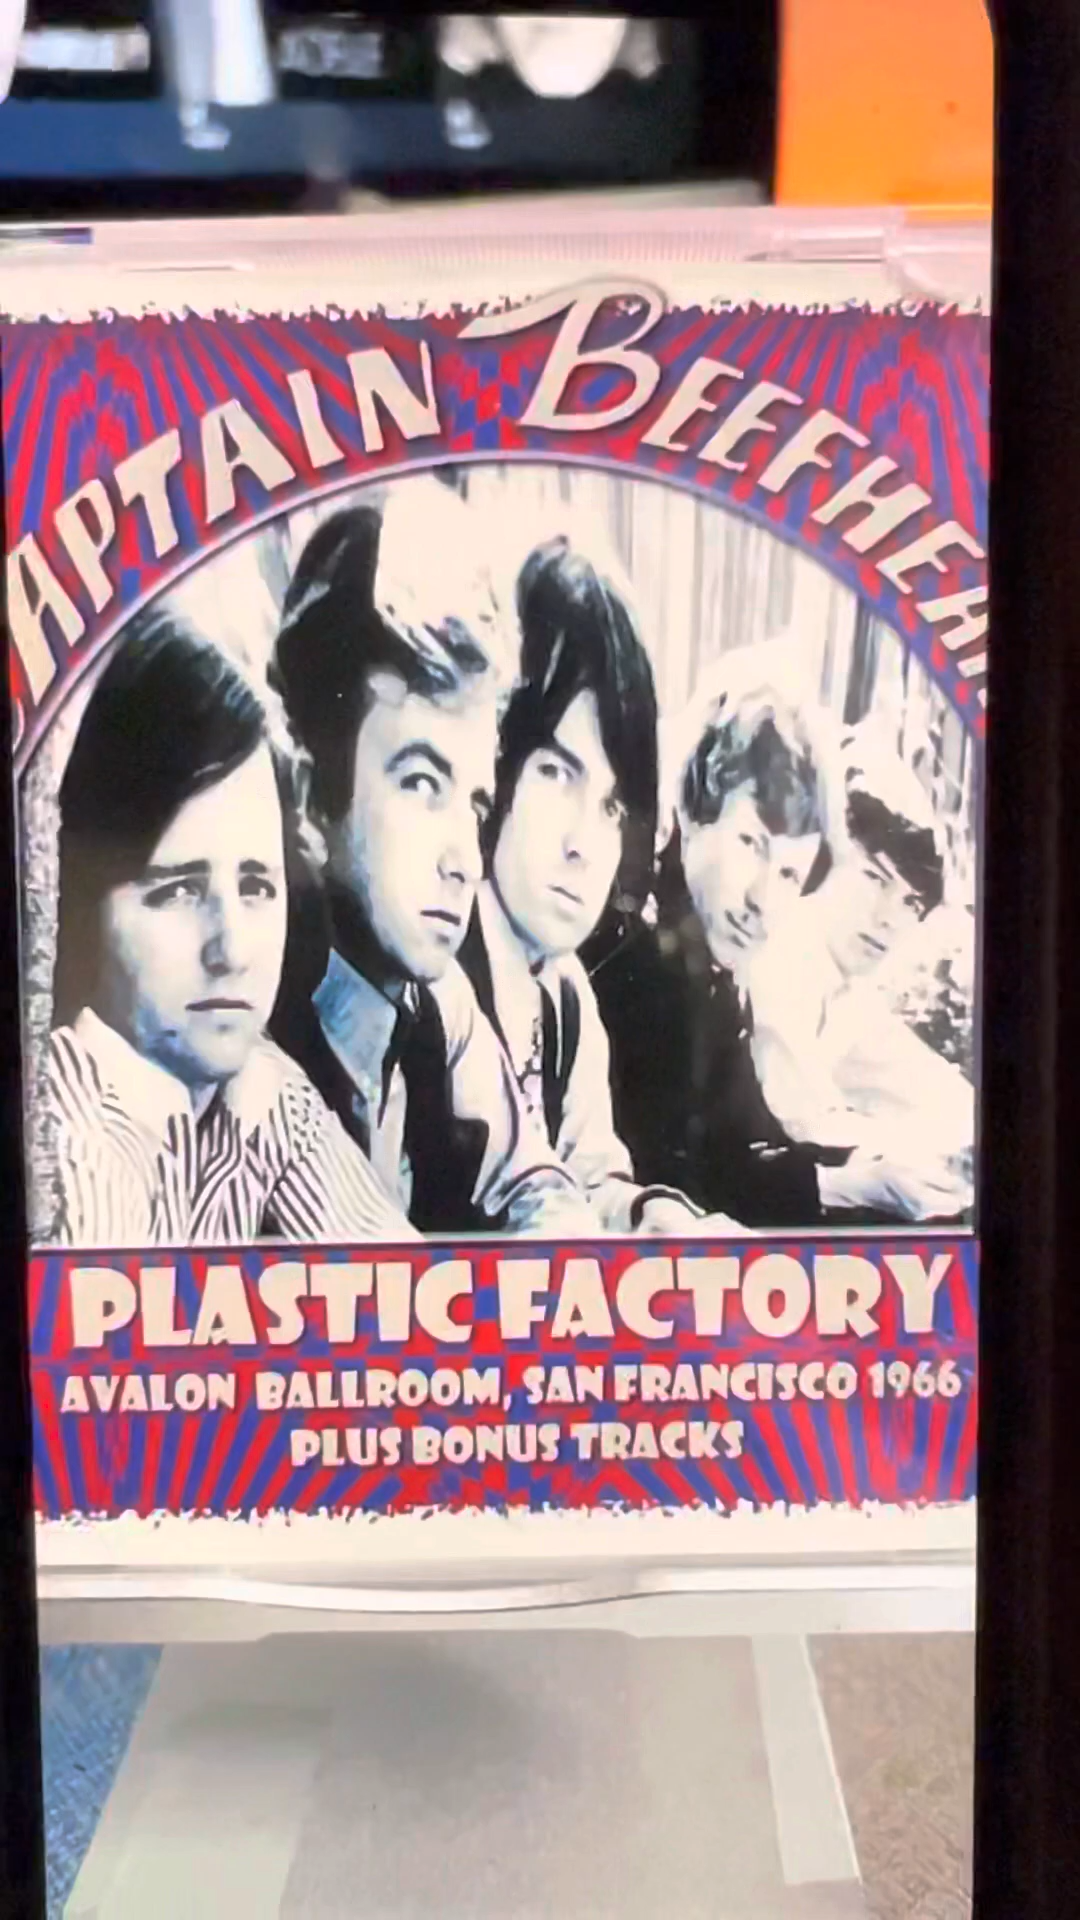 APTAIN BEEFHEA
PLASTIC FACTORY
AVALON BALLROOM, SAN FRANCISCO 1966
PLUS BONUS TRACKS